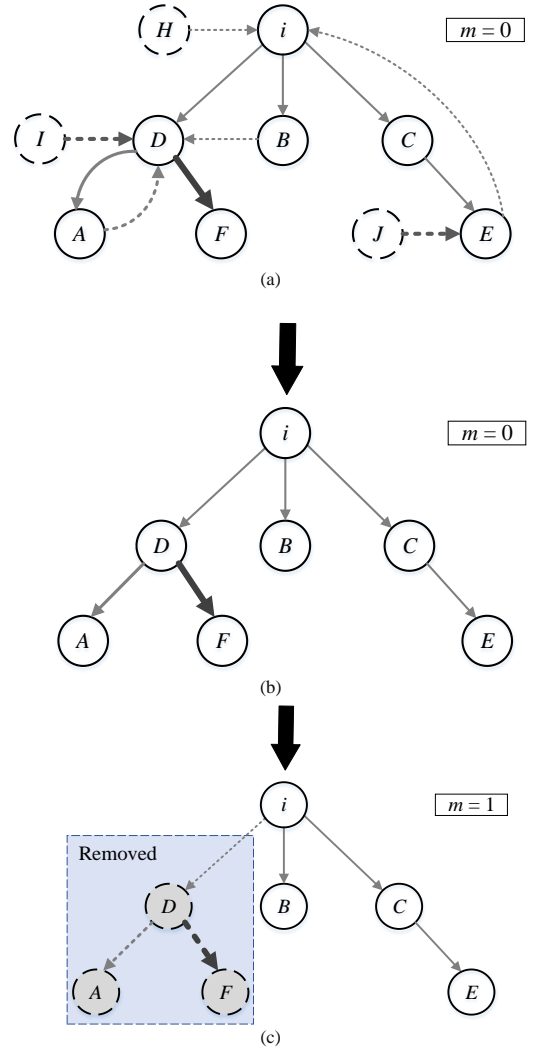 H i m = 0
I D B C
A F J E
(a)
i m = 0
D B C
A F E
(b)
i m = 1
Removed
D B C
A F E
(c)